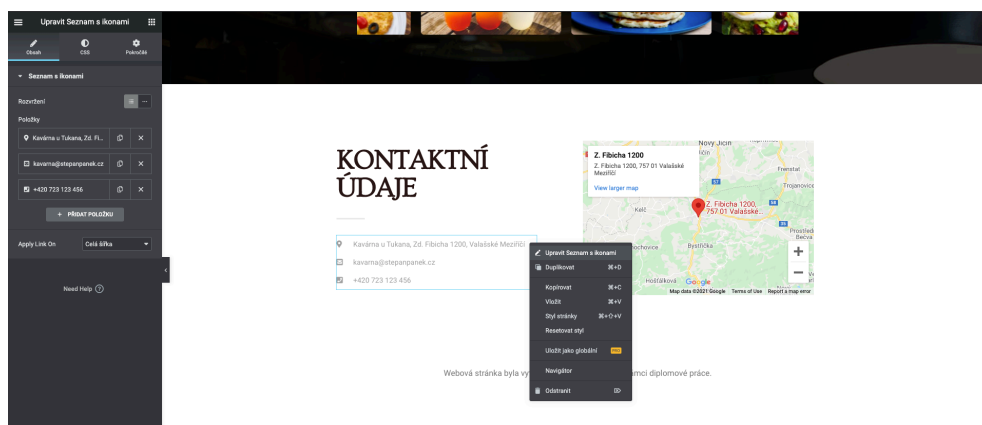 Upravit Seznam s ikonami
Obsah
CSS
Pokročilé
Seznam s ikonami
Rozvržení
Položky
Kavárna u Tukana, Zd. Fi...
kavarna@stepanpanek.cz
+420 723 123 456
+ PŘIDAT POLOŽKU
Apply Link On
Celá šířka
Need Help
KONTAKTNÍ
ÚDAJE
Kavárna u Tukana, Zd. Fibicha 1200, Valašské Meziříčí
kavarna@stepanpanek.cz
+420 723 123 456
Upravit Seznam s ikonami
Duplikovat ⌘+D
Kopírovat ⌘+C
Vložit ⌘+V
Styl stránky ⌘+⇧+V
Resetovat styl
Uložit jako globální PRO
Navigátor
Odstranit
Z. Fibicha 1200
Z. Fibicha 1200, 757 01 Valašské
Meziříčí
View larger map
Nový Jičín
Frenštát
Trojanovice
57
58
Z. Fibicha 1200,
757 01 Valašské...
Kelč
Prostřední
Bečva
Bystřička
Hošťálková
Google
Map data ©2021 Google Terms of Use Report a map error
Webová stránka byla
mci diplomové práce.